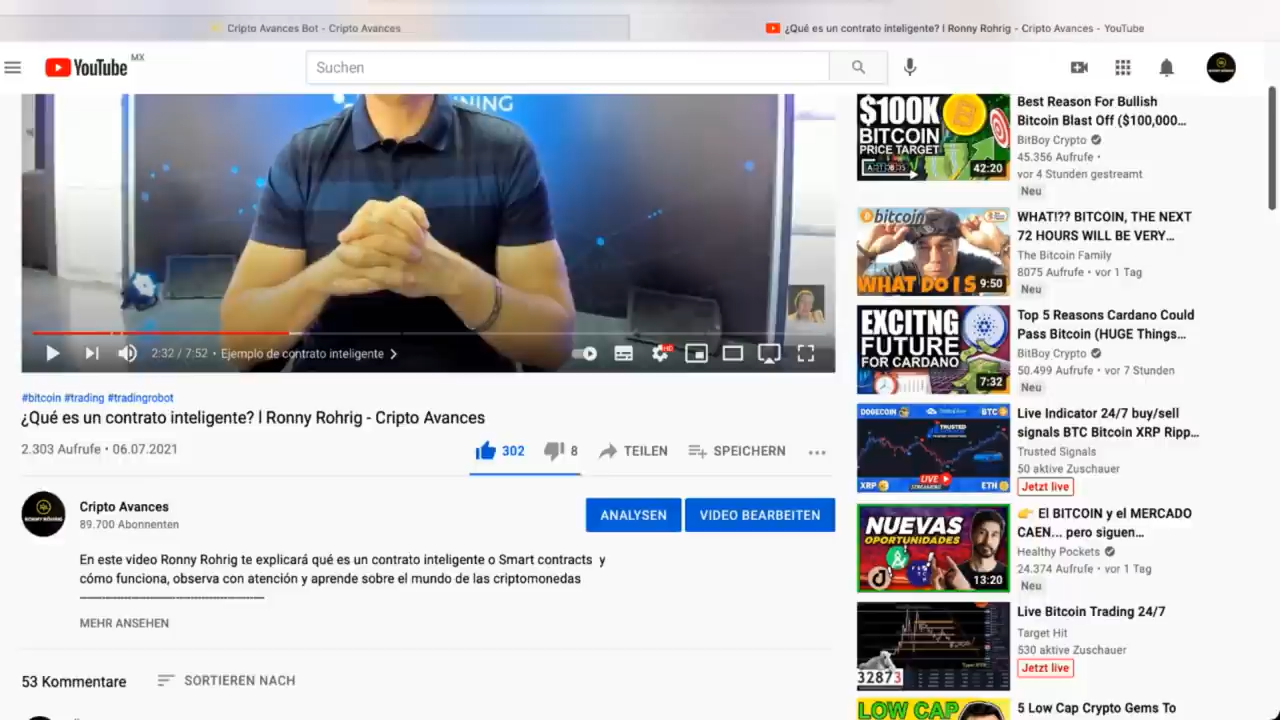 Cripto Avances Bot - Cripto Avances
¿Qué es un contrato inteligente? | Ronny Rohrig - Cripto Avances - YouTube
YouTube
MX
Suchen
NING
2:32 / 7:52 • Ejemplo de contrato inteligente
HD
#bitcoin #trading #tradingrobot
¿Qué es un contrato inteligente? | Ronny Rohrig - Cripto Avances
2.303 Aufrufe • 06.07.2021
302
8
TEILEN
SPEICHERN
Cripto Avances
89.700 Abonnenten
RONNY RÖHRIG
ANALYSEN
VIDEO BEARBEITEN
En este video Ronny Rohrig te explicará qué es un contrato inteligente o Smart contracts y
cómo funciona, observa con atención y aprende sobre el mundo de las criptomonedas
MEHR ANSEHEN
53 Kommentare
SORTIEREN NACH
$100K
BITCOIN
PRICE TARGET
42:20
Best Reason For Bullish
Bitcoin Blast Off ($100,000...
BitBoy Crypto
45.356 Aufrufe •
vor 4 Stunden gestreamt
Neu
bitcoin
WHAT DO I S
9:50
WHAT!?? BITCOIN, THE NEXT
72 HOURS WILL BE VERY...
The Bitcoin Family
8075 Aufrufe • vor 1 Tag
Neu
EXCITNG
FUTURE
FOR CARDANO
7:32
Top 5 Reasons Cardano Could
Pass Bitcoin (HUGE Things...
BitBoy Crypto
50.499 Aufrufe • vor 7 Stunden
Neu
DOGECOIN
BTC
TRUSTED
XRP
LIVE
STREAMING
ETH
Live Indicator 24/7 buy/sell
signals BTC Bitcoin XRP Ripp...
Trusted Signals
50 aktive Zuschauer
Jetzt live
NUEVAS
OPORTUNIDADES
13:20
👉 El BITCOIN y el MERCADO
CAEN... pero siguen...
Healthy Pockets
24.374 Aufrufe • vor 1 Tag
Neu
32873
Live Bitcoin Trading 24/7
Target Hit
530 aktive Zuschauer
Jetzt live
LOW CAP
5 Low Cap Crypto Gems To